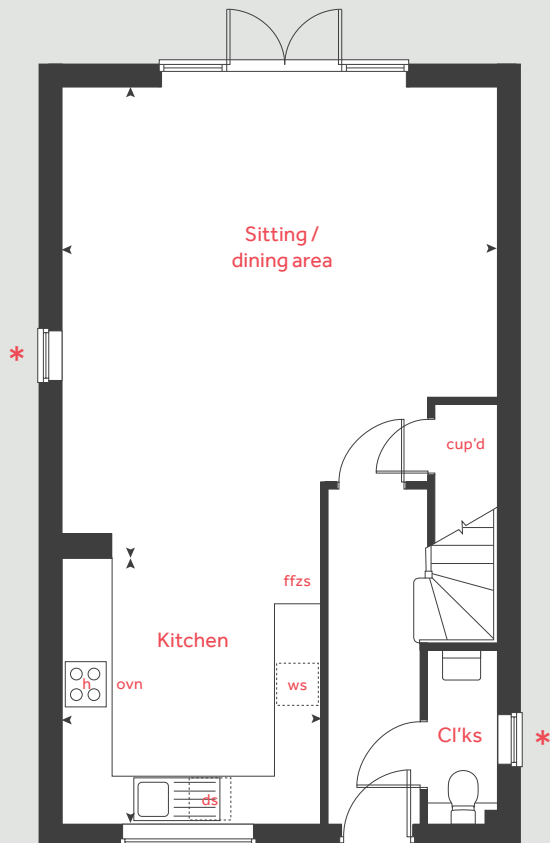 Sitting /
dining area
*
cup'd
ffzs
Kitchen
h
ovn
ws
Cl'ks
*
ds